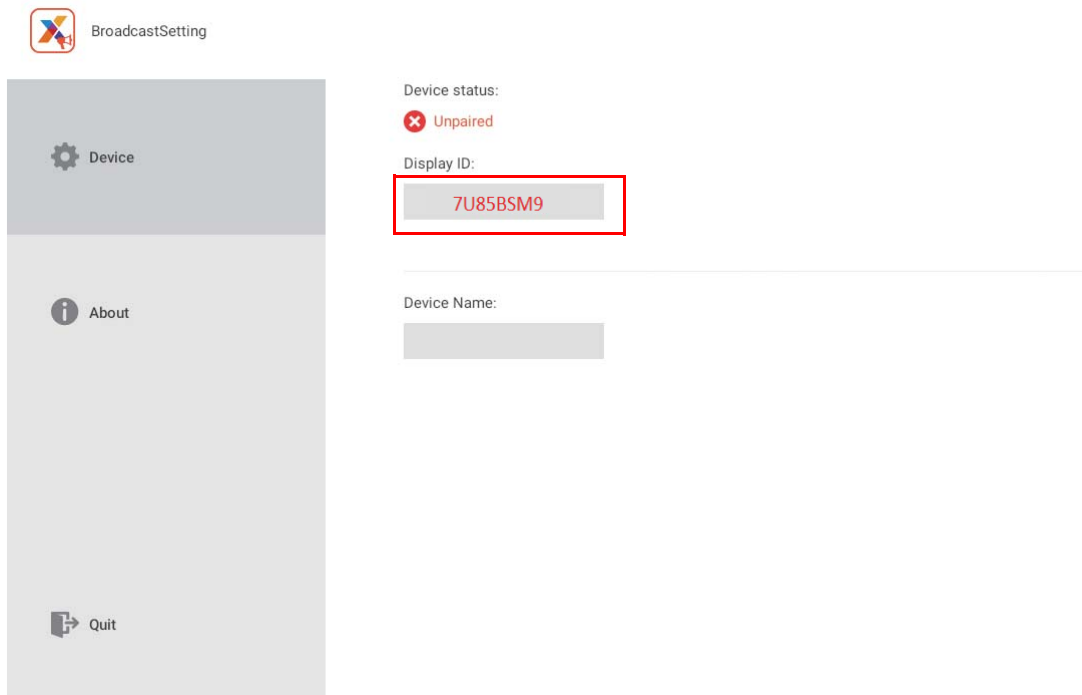 BroadcastSetting
Device
About
Quit
Device status:
Unpaired
Display ID:
7U85BSM9
Device Name: